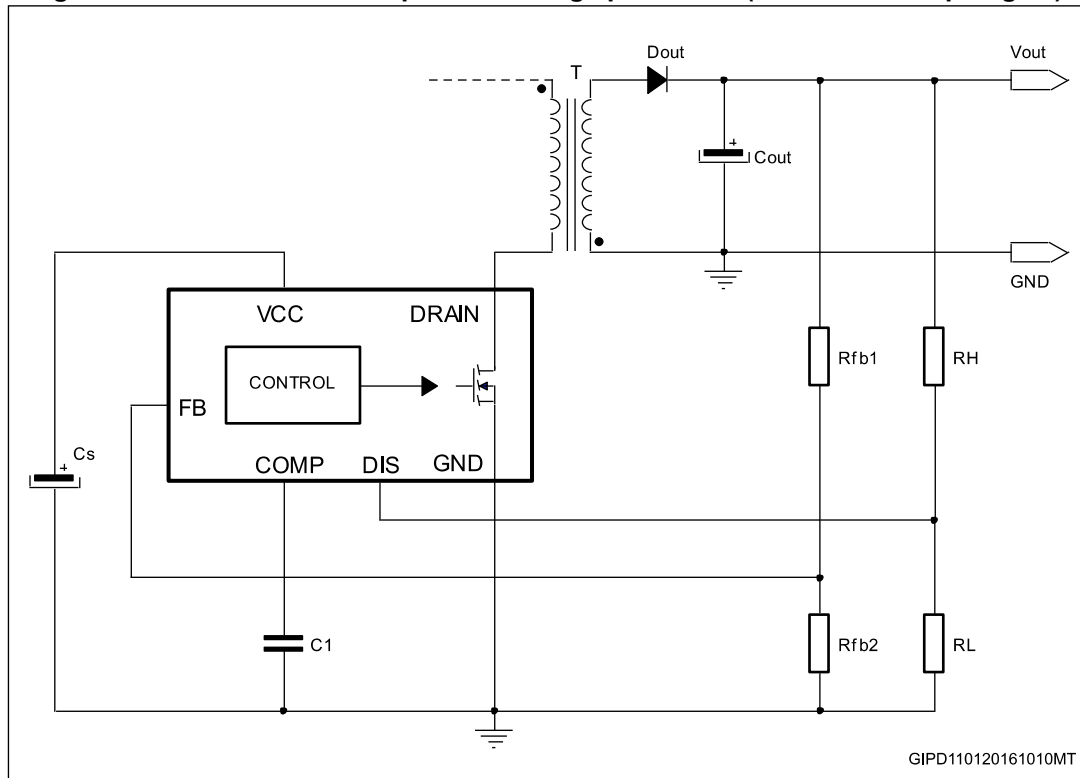 Dout
Vout
T
+
Cout
GND
VCC
DRAIN
Rfb1
RH
CONTROL
FB
Cs
+
COMP
DIS
GND
C1
Rfb2
RL
GIPD110120161010MT